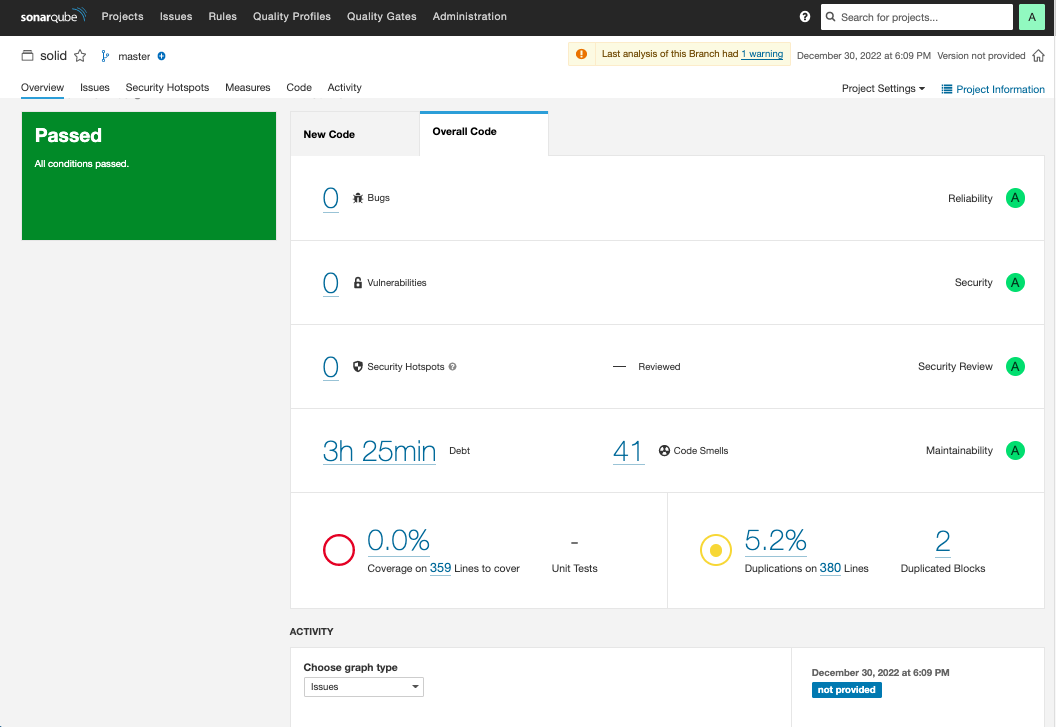 sonarqube Projects Issues Rules Quality Profiles Quality Gates Administration ? Search for projects... A
solid master Last analysis of this Branch had 1 warning December 30, 2022 at 6:09 PM Version not provided
Overview Issues Security Hotspots Measures Code Activity Project Settings Project Information
Passed
All conditions passed.
New Code Overall Code
0 Bugs Reliability A
0 Vulnerabilities Security A
0 Security Hotspots ? — Reviewed Security Review A
3h 25min Debt 41 Code Smells Maintainability A
0.0% - 5.2% 2
Coverage on 359 Lines to cover Unit Tests Duplications on 380 Lines Duplicated Blocks
ACTIVITY
Choose graph type December 30, 2022 at 6:09 PM
Issues not provided